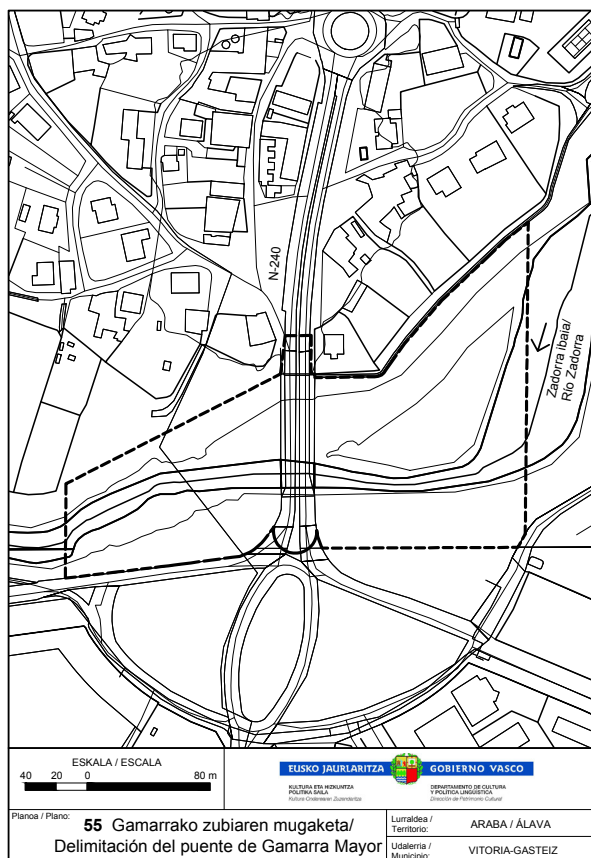 N-240
Zadorra ibaia/
Río Zadorra
ESKALA / ESCALA
40 20 0 80 m
EUSKO JAURLARITZA GOBIERNO VASCO
KULTURA ETA HIZKUNTZA
POLITIKA SAILA
Kultura Ondarearen Zuzendaritza
DEPARTAMENTO DE CULTURA
Y POLÍTICA LINGÜÍSTICA
Dirección de Patrimonio Cultural
Planoa / Plano:
55 Gamarrako zubiaren mugaketa/
Delimitación del puente de Gamarra Mayor
Lurraldea /
Territorio:
ARABA / ÁLAVA
Udalerria /
Municipio:
VITORIA-GASTEIZ